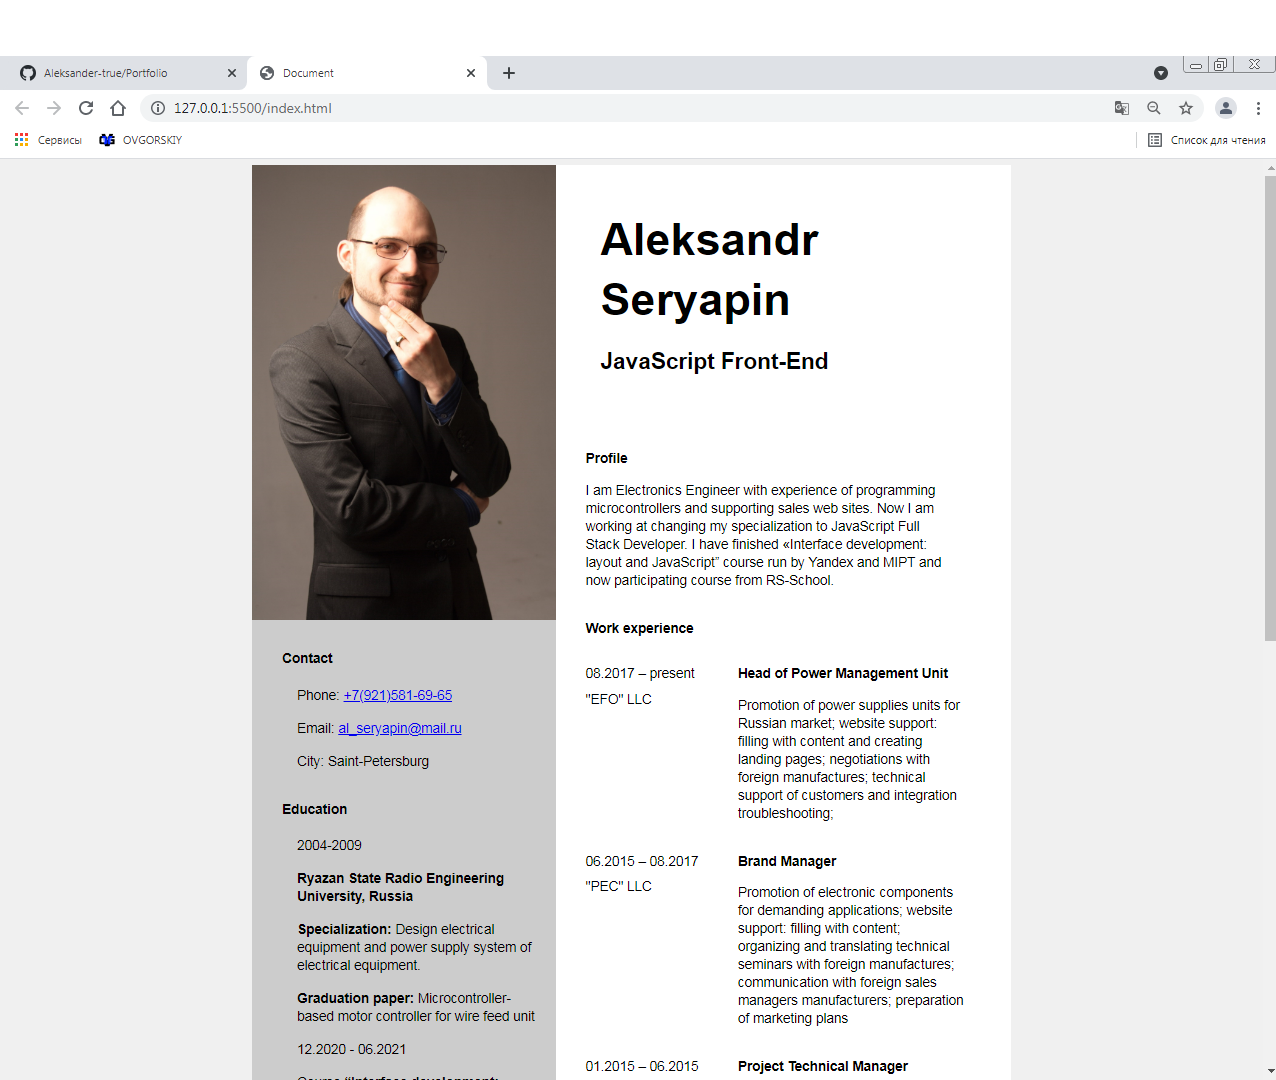 Aleksander-true/Portfolio
Document
127.0.0.1:5500/index.html
Сервисы
OVGORSKIY
Список для чтения
Aleksandr
Seryapin
JavaScript Front-End
Profile
I am Electronics Engineer with experience of programming
microcontrollers and supporting sales web sites. Now I am
working at changing my specialization to JavaScript Full
Stack Developer. I have finished «Interface development:
layout and JavaScript” course run by Yandex and MIPT and
now participating course from RS-School.
Work experience
08.2017 – present
"EFO" LLC
Head of Power Management Unit
Promotion of power supplies units for
Russian market; website support:
filling with content and creating
landing pages; negotiations with
foreign manufactures; technical
support of customers and integration
troubleshooting;
06.2015 – 08.2017
"PEC" LLC
Brand Manager
Promotion of electronic components
for demanding applications; website
support: filling with content;
organizing and translating technical
seminars with foreign manufactures;
communication with foreign sales
managers manufacturers; preparation
of marketing plans
01.2015 – 06.2015
Project Technical Manager
Contact
Phone: +7(921)581-69-65
Email: al_seryapin@mail.ru
City: Saint-Petersburg
Education
2004-2009
Ryazan State Radio Engineering
University, Russia
Specialization: Design electrical
equipment and power supply system of
electrical equipment.
Graduation paper: Microcontroller-
based motor controller for wire feed unit
12.2020 - 06.2021
Course “Interface development: